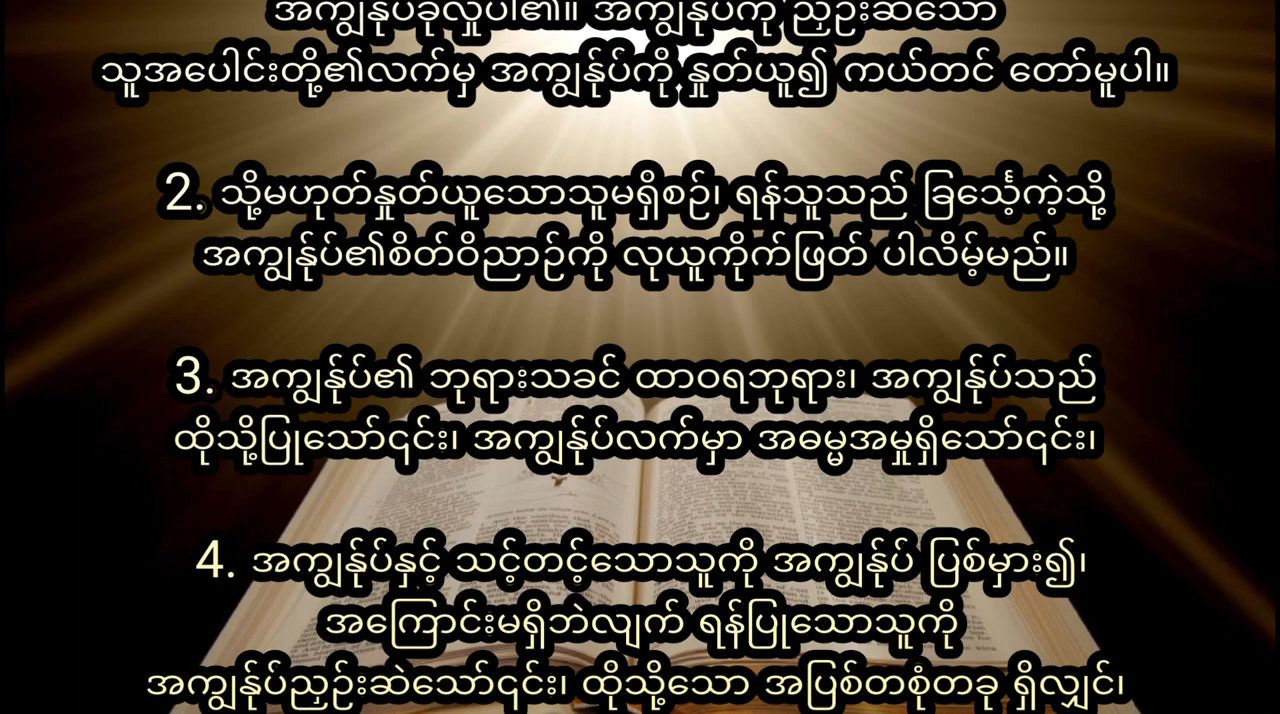 အကျွန်ုပ်ခိုလှုံပါ၏။ အကျွန်ုပ်ကို ညှဉ်းဆဲသော
သူအပေါင်းတို့၏လက်မှ အကျွန်ုပ်ကို နှုတ်ယူ၍ ကယ်တင် တော်မူပါ။
2. သို့မဟုတ်နှုတ်ယူသောသူမရှိစဉ်၊ ရန်သူသည် ခြင်္သေ့ကဲ့သို့
အကျွန်ုပ်၏စိတ်ဝိညာဉ်ကို လုယူကိုက်ဖြတ် ပါလိမ့်မည်။
3. အကျွန်ုပ်၏ ဘုရားသခင် ထာဝရဘုရား၊ အကျွန်ုပ်သည်
ထိုသို့ပြုသော်၎င်း၊ အကျွန်ုပ်လက်မှာ အဓမ္မအမှုရှိသော်၎င်း၊
4. အကျွန်ုပ်နှင့် သင့်တင့်သောသူကို အကျွန်ုပ် ပြစ်မှား၍၊
အကြောင်းမရှိဘဲလျက် ရန်ပြုသောသူကို
အကျွန်ုပ်ညှဉ်းဆဲသော်၎င်း၊ ထိုသို့သော အပြစ်တစုံတခု ရှိလျှင်၊